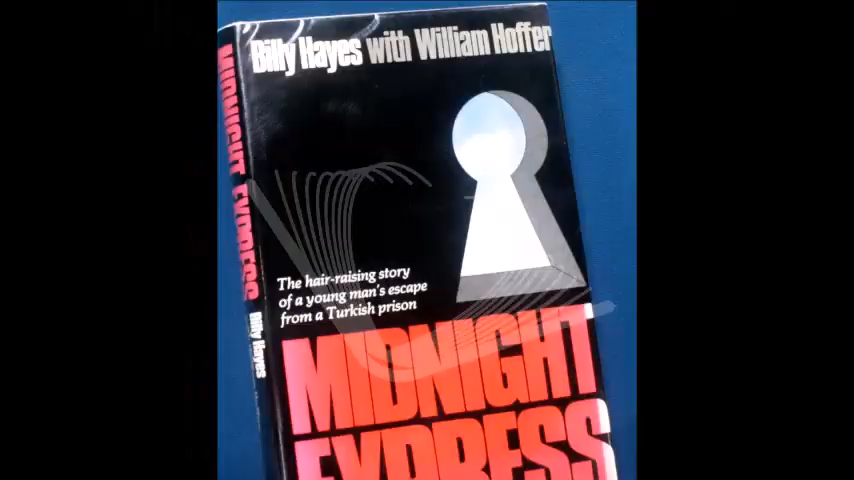 Billy Hayes with William Hoffer
MIDNIGHT EXPRESS
Billy Hayes
The hair-raising story
of a young man's escape
from a Turkish prison
MIDNIGHT
EXPRESS